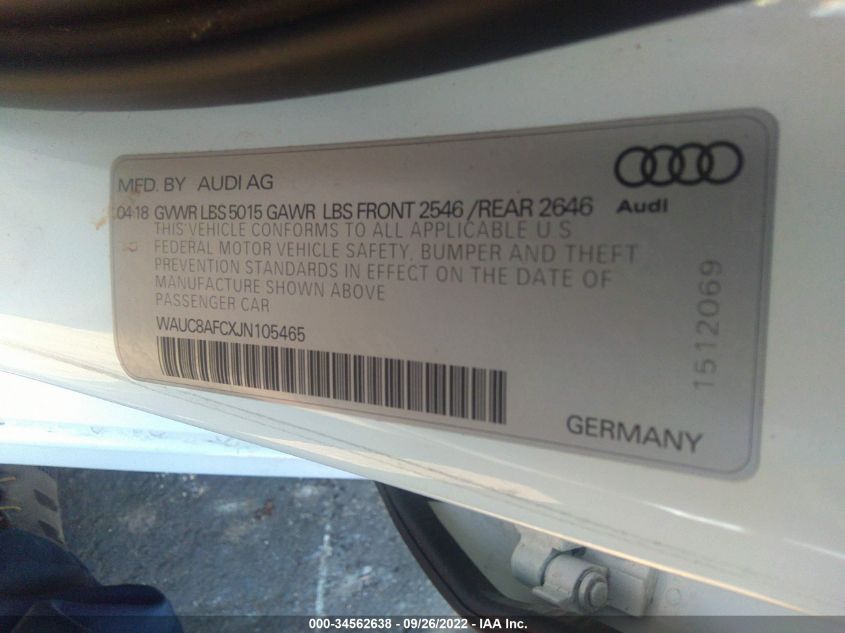 MFD. BY AUDI AG
Audi
04-18 GVWR LBS 5015 GAWR LBS FRONT 2546 /REAR 2646
THIS VEHICLE CONFORMS TO ALL APPLICABLE U.S
FEDERAL MOTOR VEHICLE SAFETY, BUMPER AND THEFT
PREVENTION STANDARDS IN EFFECT ON THE DATE OF
MANUFACTURE SHOWN ABOVE
PASSENGER CAR
WAUC8AFCXJN105465
1512069
GERMANY
000-34562638 - 09/26/2022 - IAA Inc.